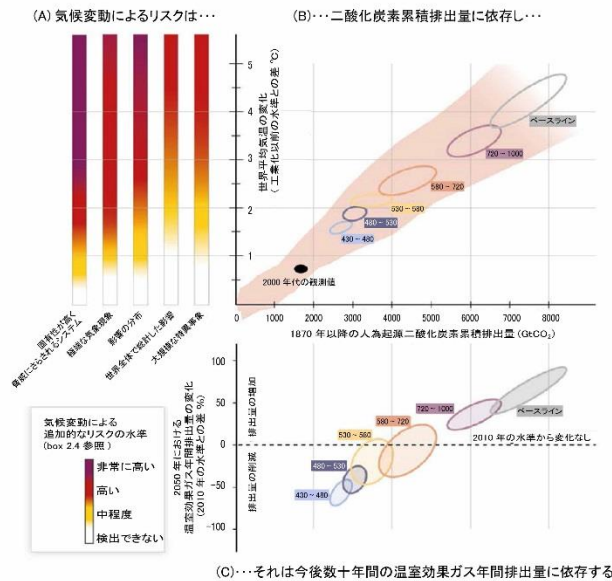 (A) 気候変動によるリスクは…
(B)…二酸化炭素累積排出量に依存し…
世界平均気温の変化
(工業化以前の水準との差 ℃)
5
4
3
2
1
ベースライン
720～1000
580～720
530～580
480～530
430～480
2000 年代の観測値
0
1000
2000
3000
4000
5000
6000
7000
8000
1870 年以降の人為起源二酸化炭素累積排出量 (GtCO2)
固有性が高く
脅威にさらされるシステム
極端な気象現象
影響の分布
世界全体で総計した影響
大規模な特異事象
気候変動による
追加的なリスクの水準
(box 2.4 参照)
非常に高い
高い
中程度
検出できない
2050 年における
温室効果ガス年間排出量の変化
(2010 年の水準との差 %)
排出量の増加
排出量の削減
100
50
0
-50
-100
ベースライン
720～1000
580～720
530～580
480～530
430～480
2010 年の水準から変化なし
(C)…それは今後数十年間の温室効果ガス年間排出量に依存する